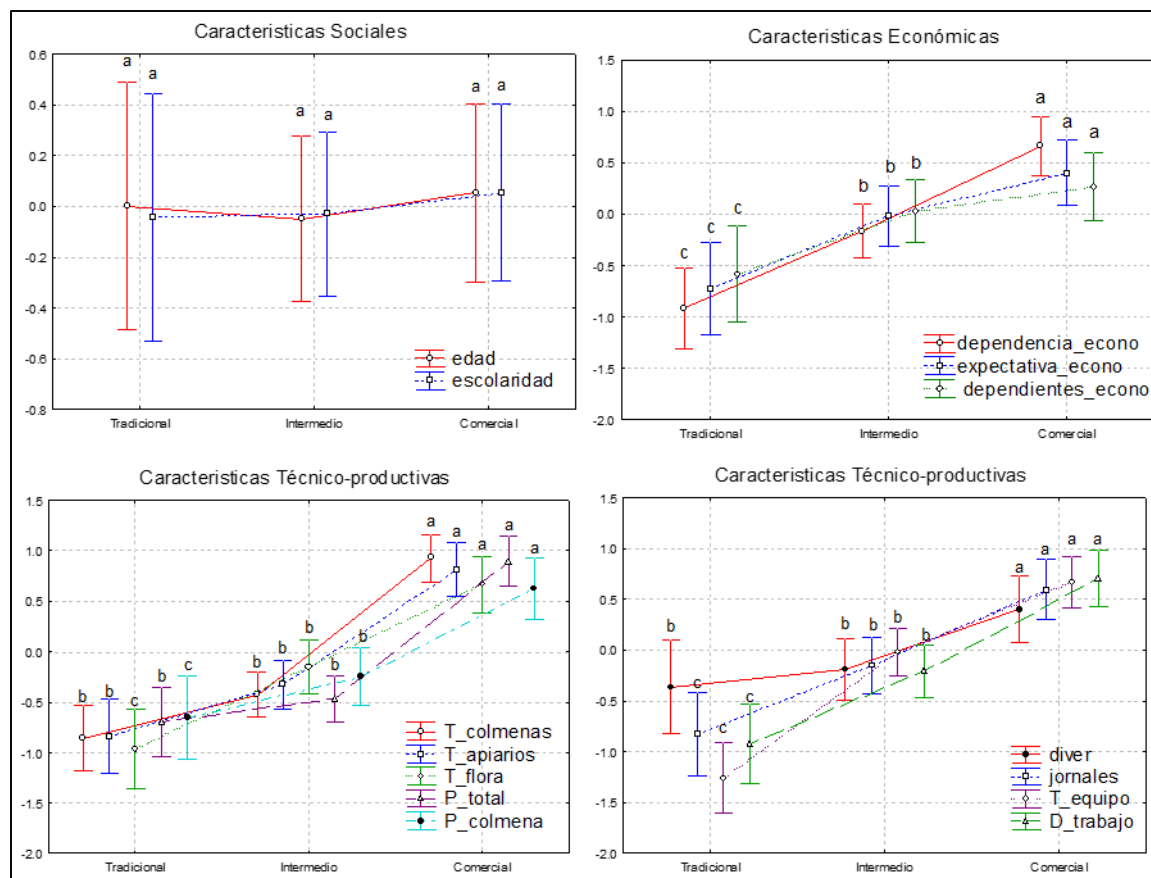 Caracteristicas Sociales
0.6
0.4
0.2
0.0
-0.2
-0.4
-0.6
-0.8
a a
a a
a a
edad
escolaridad
Tradicional Intermedio Comercial
Caracteristicas Económicas
1.5
1.0
0.5
0.0
-0.5
-1.0
-1.5
-2.0
a a a
b b b
c c c
dependencia_econo
expectativa_econo
dependientes_econo
Tradicional Intermedio Comercial
Caracteristicas Técnico-productivas
1.5
1.0
0.5
0.0
-0.5
-1.0
-1.5
-2.0
b b c b c
b b b b b
a a a a a
T_colmenas
T_apiarios
T_flora
P_total
P_colmena
Tradicional Intermedio Comercial
Caracteristicas Técnico-productivas
1.5
1.0
0.5
0.0
-0.5
-1.0
-1.5
-2.0
b c c c
b b b b
a a a a
diver
jornales
T_equipo
D_trabajo
Tradicional Intermedio Comercial